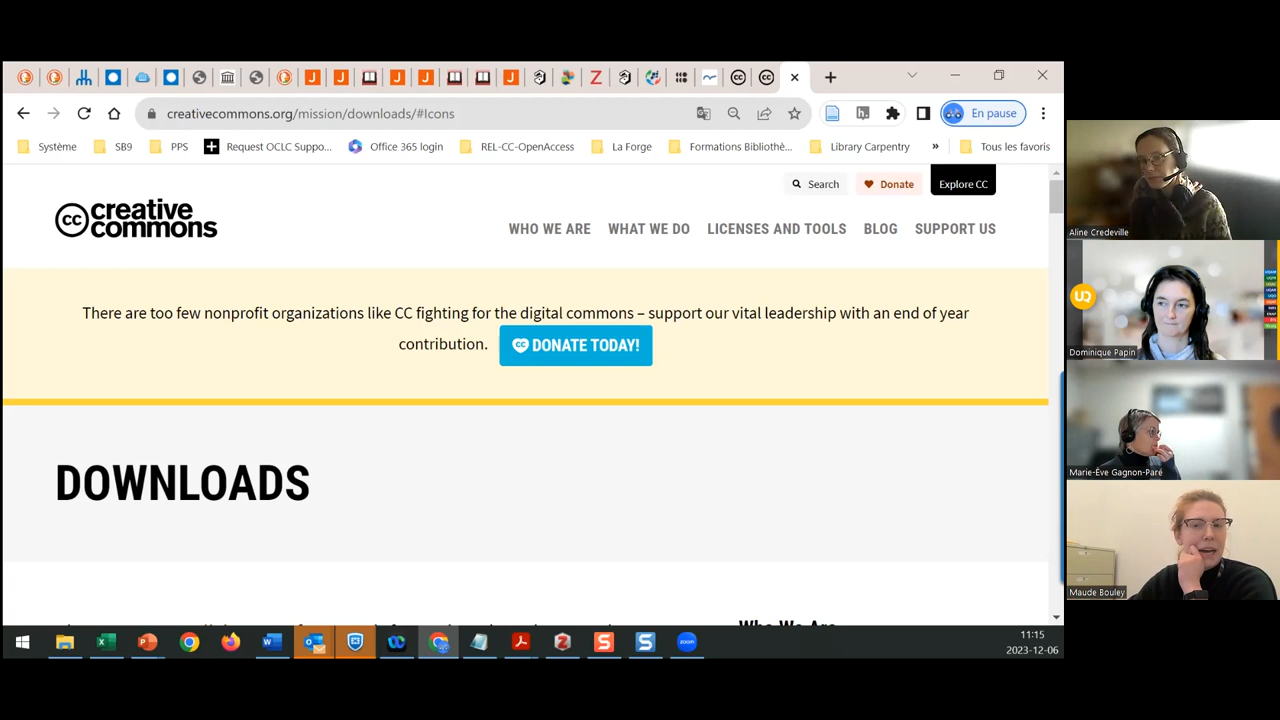 creativecommons.org/mission/downloads/#Icons
En pause
Système
SB9
PPS
Request OCLC Suppo...
Office 365 login
REL-CC-OpenAccess
La Forge
Formations Bibliothè...
Library Carpentry
»
Tous les favoris
Search
Donate
Explore CC
creative
commons
WHO WE ARE
WHAT WE DO
LICENSES AND TOOLS
BLOG
SUPPORT US
There are too few nonprofit organizations like CC fighting for the digital commons – support our vital leadership with an end of year
contribution.
DONATE TODAY!
DOWNLOADS
Who We Are
11:15
2023-12-06
Aline Credeville
UQ
Dominique Papin
Marie-Ève Gagnon-Paré
Maude Bouley